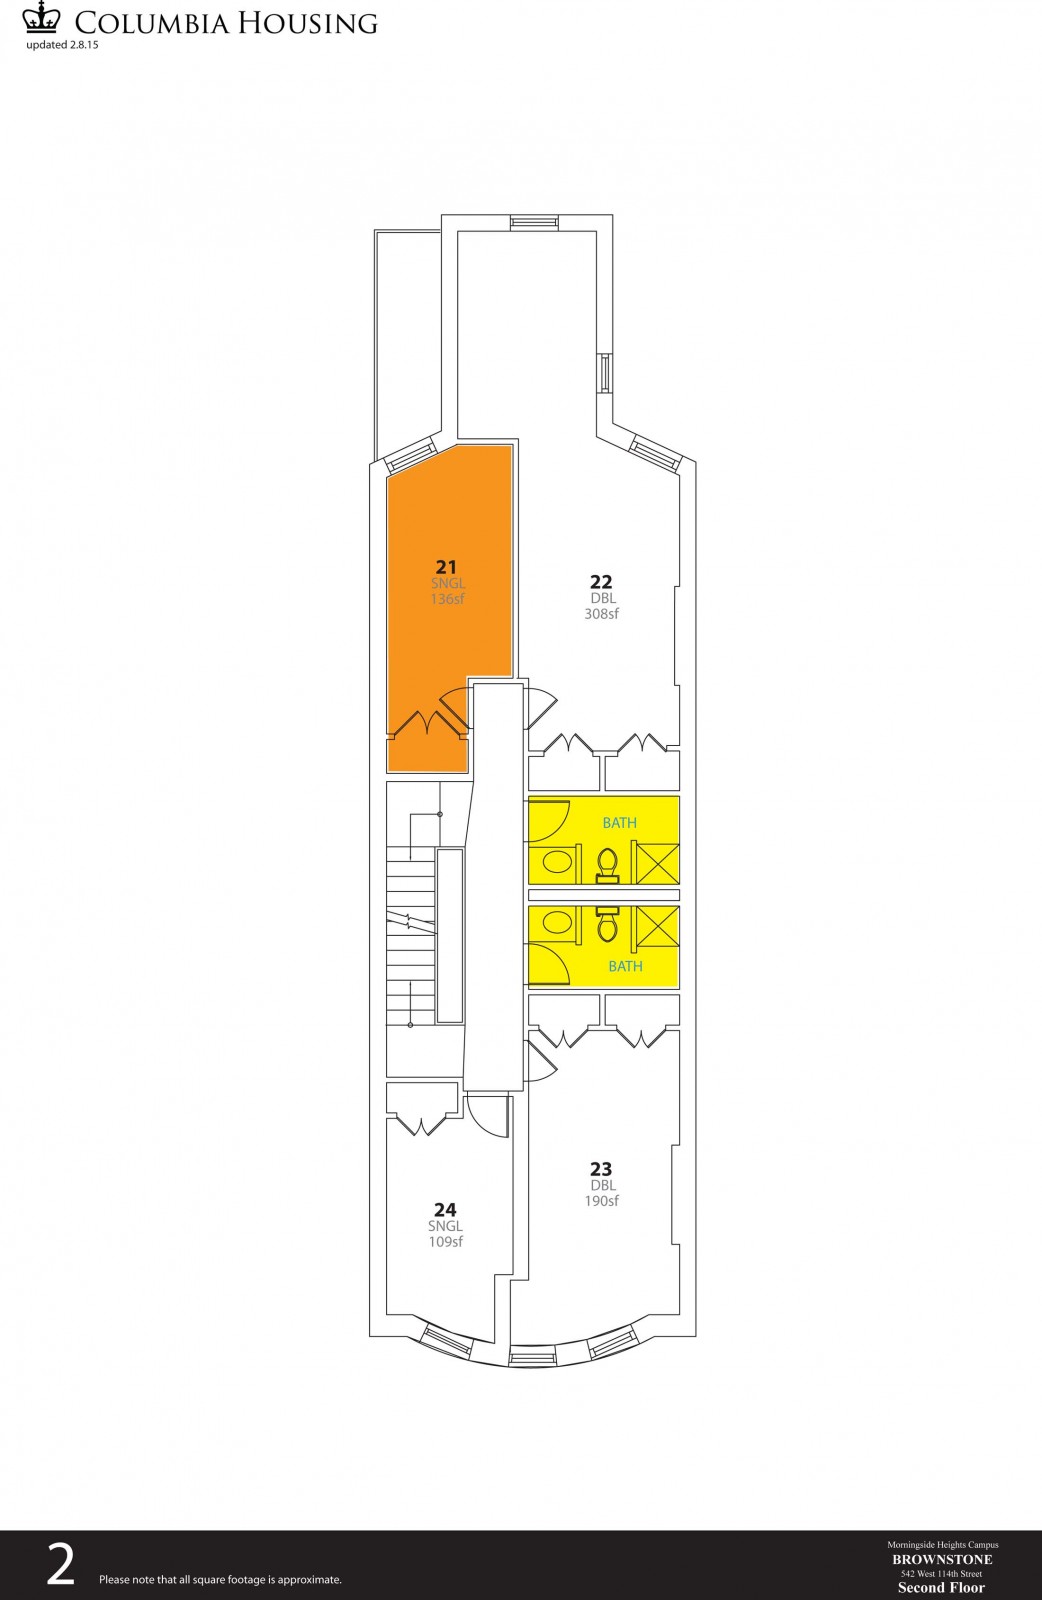 COLUMBIA HOUSING
updated 2.8.15
21
SNGL
136sf
22
DBL
308sf
BATH
BATH
23
DBL
190sf
24
SNGL
109sf
2
Please note that all square footage is approximate.
Morningside Heights Campus
BROWNSTONE
542 West 114th Street
Second Floor